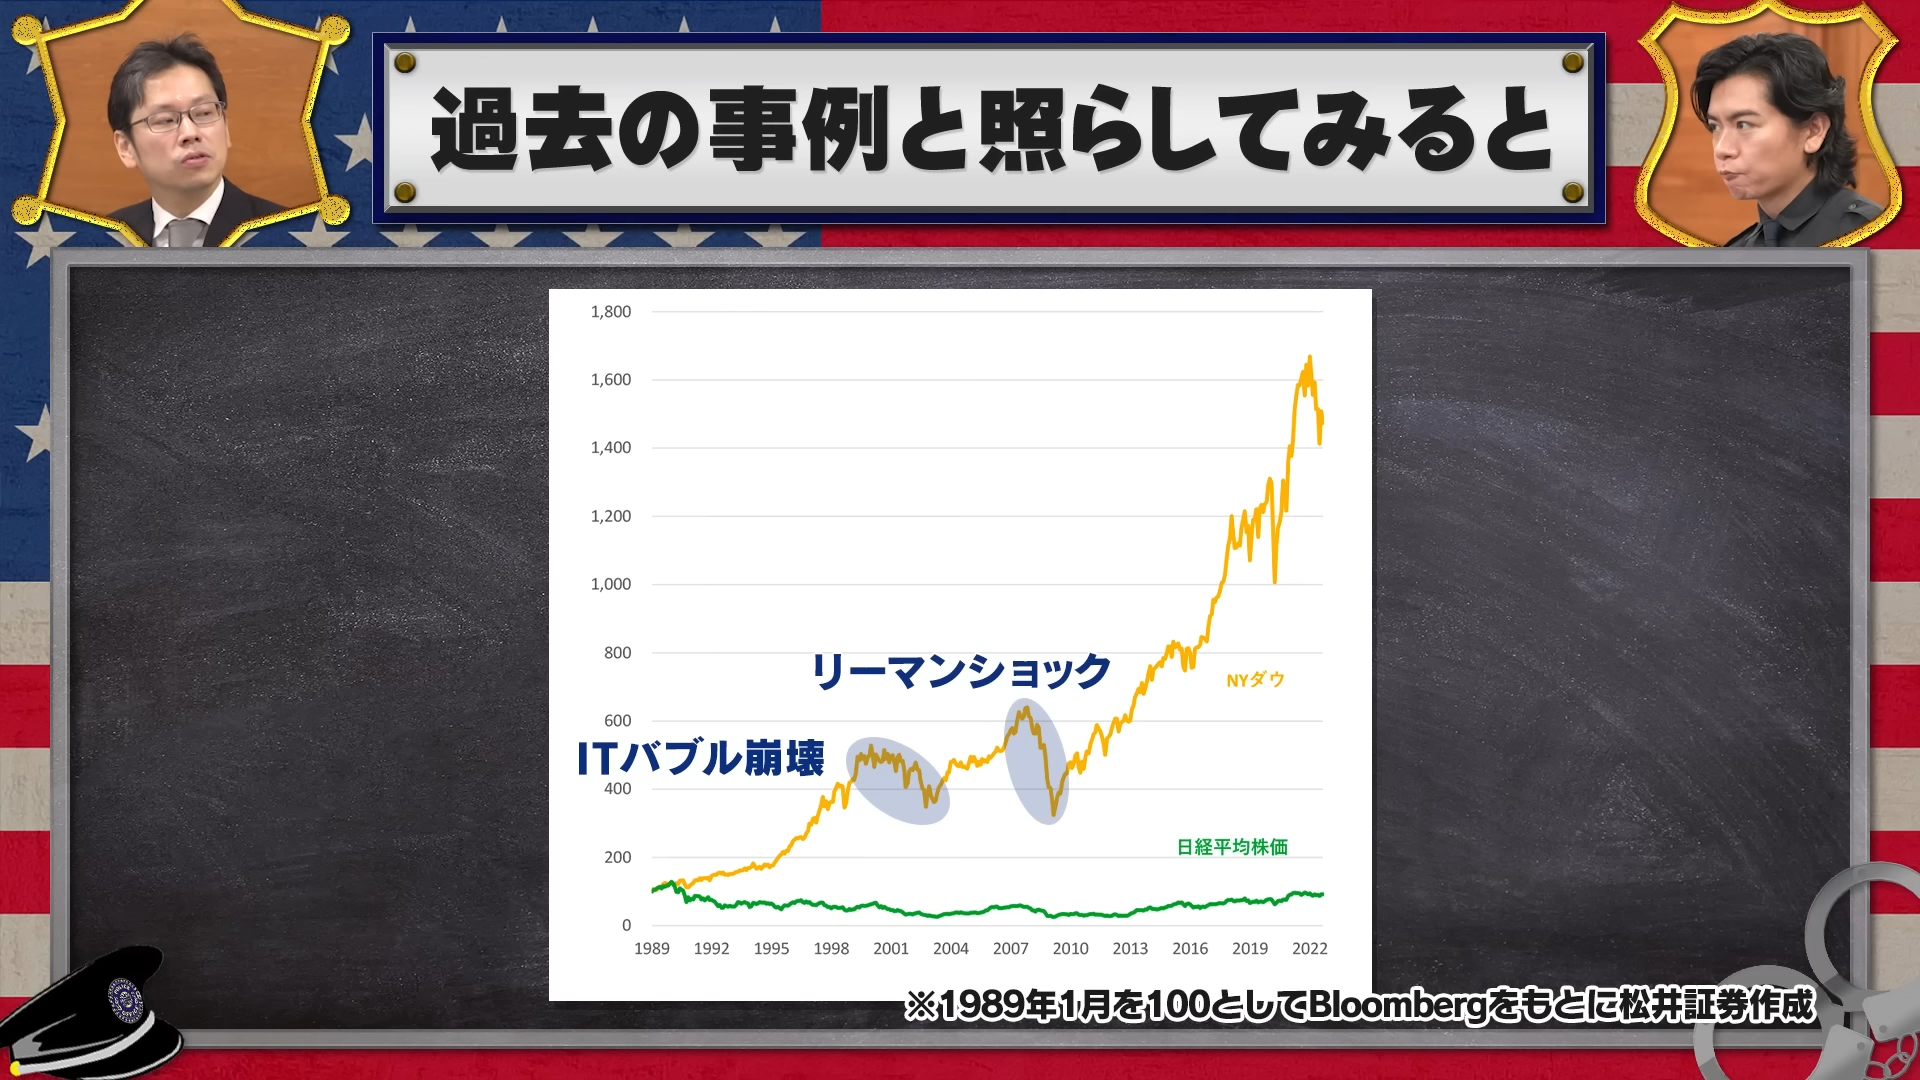 過去の事例と照らしてみると
1,800
1,600
1,400
1,200
1,000
800
600
400
200
0
リーマンショック
ITバブル崩壊
NYダウ
日経平均株価
1989 1992 1995 1998 2001 2004 2007 2010 2013 2016 2019 2022
※1989年1月を100としてBloombergをもとに松井証券作成